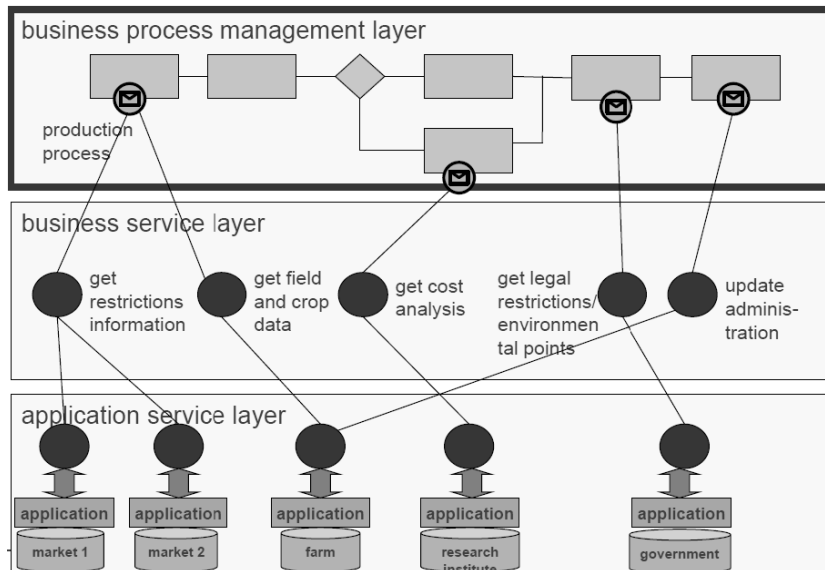 business process management layer
production
process
business service layer
get
restrictions
information
get field
and crop
data
get cost
analysis
get legal
restrictions/
environmen
tal points
update
adminis-
tration
application service layer
application
application
application
application
application
market 1
market 2
farm
research
institute
government